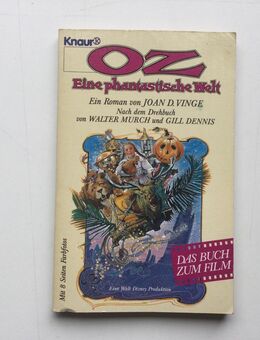 Knaur
OZ
Eine phantastische Welt
Ein Roman von JOAN D. VINGE
Nach dem Drehbuch
von WALTER MURCH und GILL DENNIS
DAS BUCH
ZUM FILM
Mit 8 Seiten Farbfotos
Eine Walt Disney Produktion